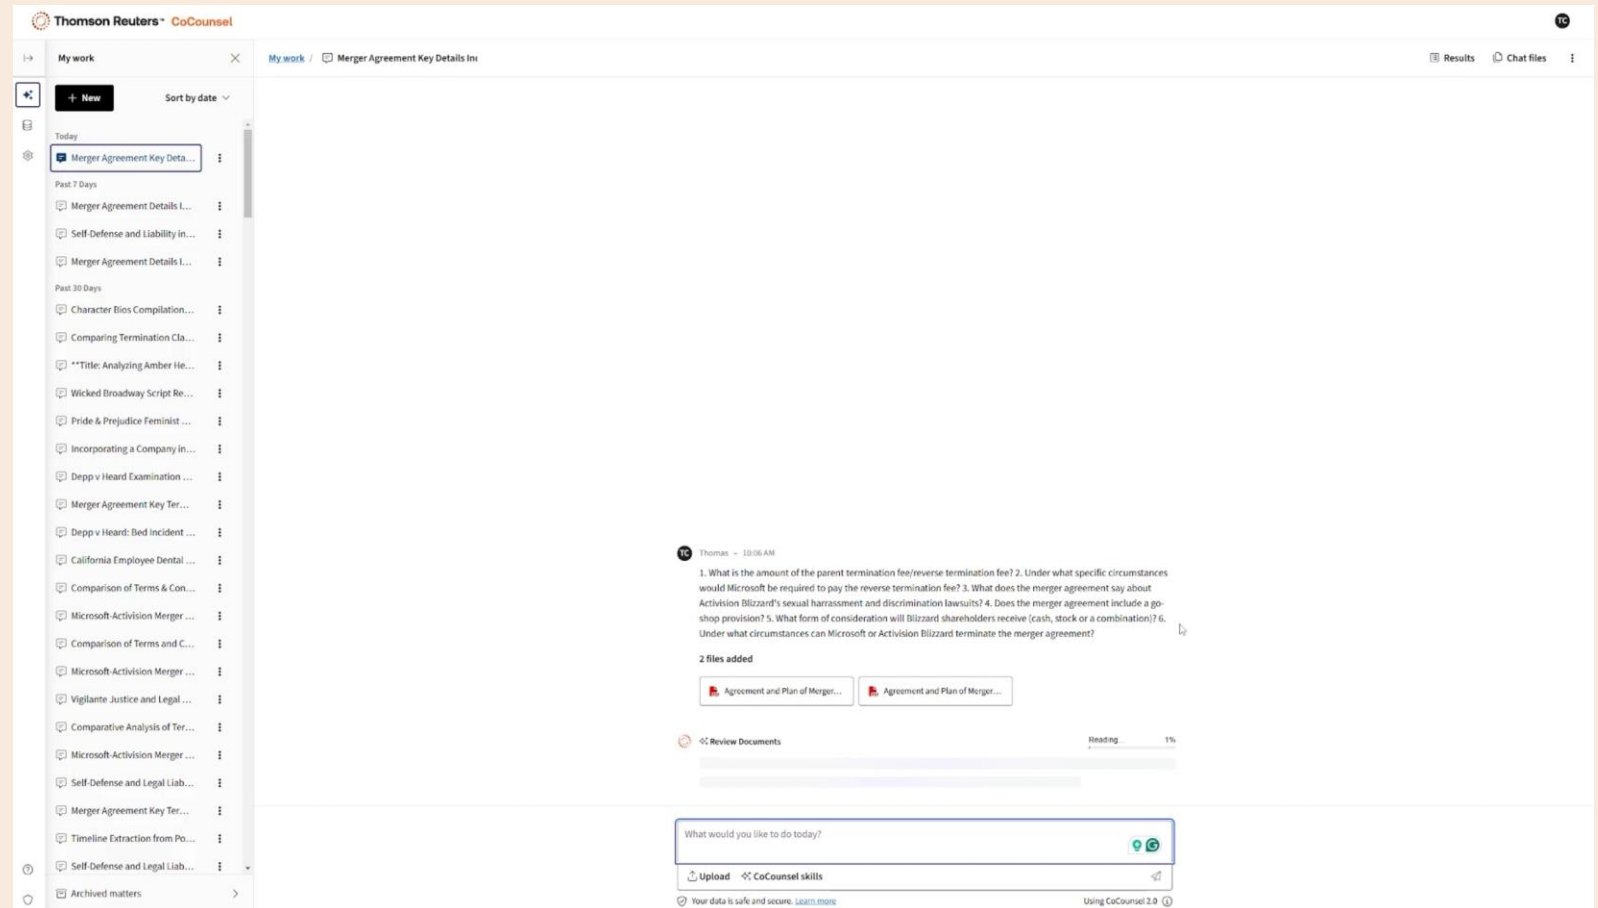 Thomson Reuters™ CoCounsel
TC
My work
My work / Merger Agreement Key Details Inq
Results
Chat files
+ New
Sort by date
Today
Merger Agreement Key Deta...
Past 7 Days
Merger Agreement Details I...
Self-Defense and Liability in...
Merger Agreement Details I...
Past 30 Days
Character Bios Compilation...
Comparing Termination Cla...
**Title: Analyzing Amber He...
Wicked Broadway Script Re...
Pride & Prejudice Feminist ...
Incorporating a Company in...
Depp v Heard Examination ...
Merger Agreement Key Ter...
Depp v Heard: Bed Incident ...
California Employee Dental ...
Comparison of Terms & Con...
Microsoft-Activision Merger ...
Comparison of Terms and C...
Microsoft-Activision Merger ...
Vigilante Justice and Legal ...
Comparative Analysis of Ter...
Microsoft-Activision Merger ...
Self-Defense and Legal Liab...
Merger Agreement Key Ter...
Timeline Extraction from Po...
Self-Defense and Legal Liab...
Archived matters
TC Thomas – 10:06 AM
1. What is the amount of the parent termination fee/reverse termination fee? 2. Under what specific circumstances
would Microsoft be required to pay the reverse termination fee? 3. What does the merger agreement say about
Activision Blizzard's sexual harrassment and discrimination lawsuits? 4. Does the merger agreement include a go-
shop provision? 5. What form of consideration will Blizzard shareholders receive (cash, stock or a combination)? 6.
Under what circumstances can Microsoft or Activision Blizzard terminate the merger agreement?
2 files added
Agreement and Plan of Merger...
Agreement and Plan of Merger...
Review Documents
Reading... 1%
What would you like to do today?
Upload
CoCounsel skills
Your data is safe and secure. Learn more
Using CoCounsel 2.0